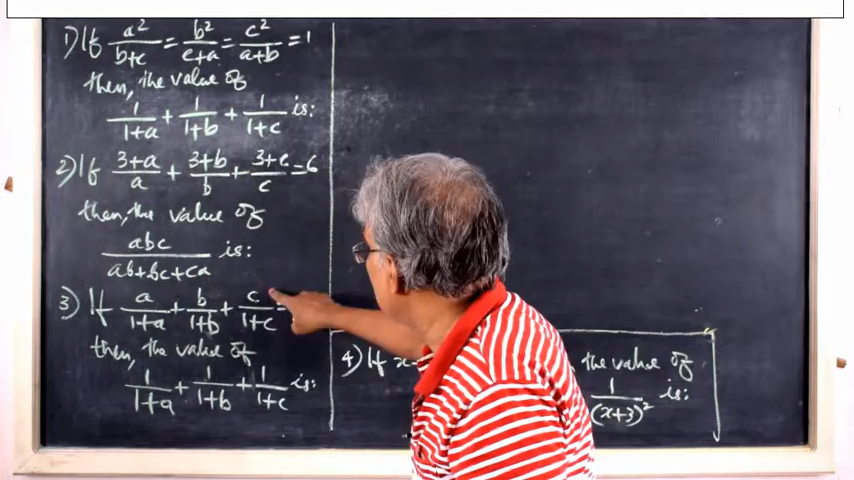 1) If a²/(b+c) = b²/(c+a) = c²/(a+b) = 1
then, the value of
1/(1+a) + 1/(1+b) + 1/(1+c) is:
2) If (3+a)/a + (3+b)/b + (3+c)/c = 6
then, the value of
abc/(ab+bc+ca) is:
3) If a/(1+a) + b/(1+b) + c/(1+c) =
then, the value of
1/(1+a) + 1/(1+b) + 1/(1+c) is:
4) If x the value of
1/(x+3)² is: